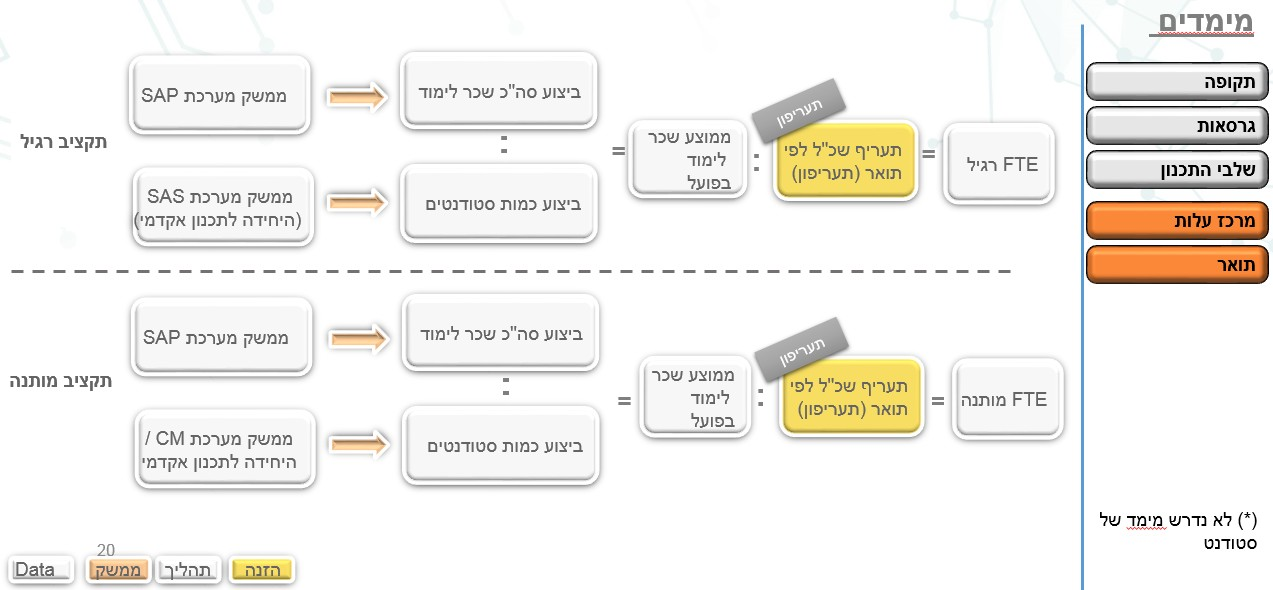 מימדים
תקופה
גרסאות
שלבי התכנון
מרכז עלות
תואר
(*) לא נדרש מימד של
סטודנט
תקציב רגיל
ממשק מערכת SAP
ביצוע סה"כ שכר לימוד
:
ממשק מערכת SAS
(היחידה לתכנון אקדמי)
ביצוע כמות סטודנטים
=
ממוצע שכר
לימוד
בפועל
:
תעריפון
תעריף שכ"ל לפי
תואר (תעריפון)
=
FTE רגיל
תקציב מותנה
ממשק מערכת SAP
ביצוע סה"כ שכר לימוד
:
ממשק מערכת CM /
היחידה לתכנון אקדמי
ביצוע כמות סטודנטים
=
ממוצע שכר
לימוד
בפועל
:
תעריפון
תעריף שכ"ל לפי
תואר (תעריפון)
=
FTE מותנה
20
הזנה
תהליך
ממשק
Data